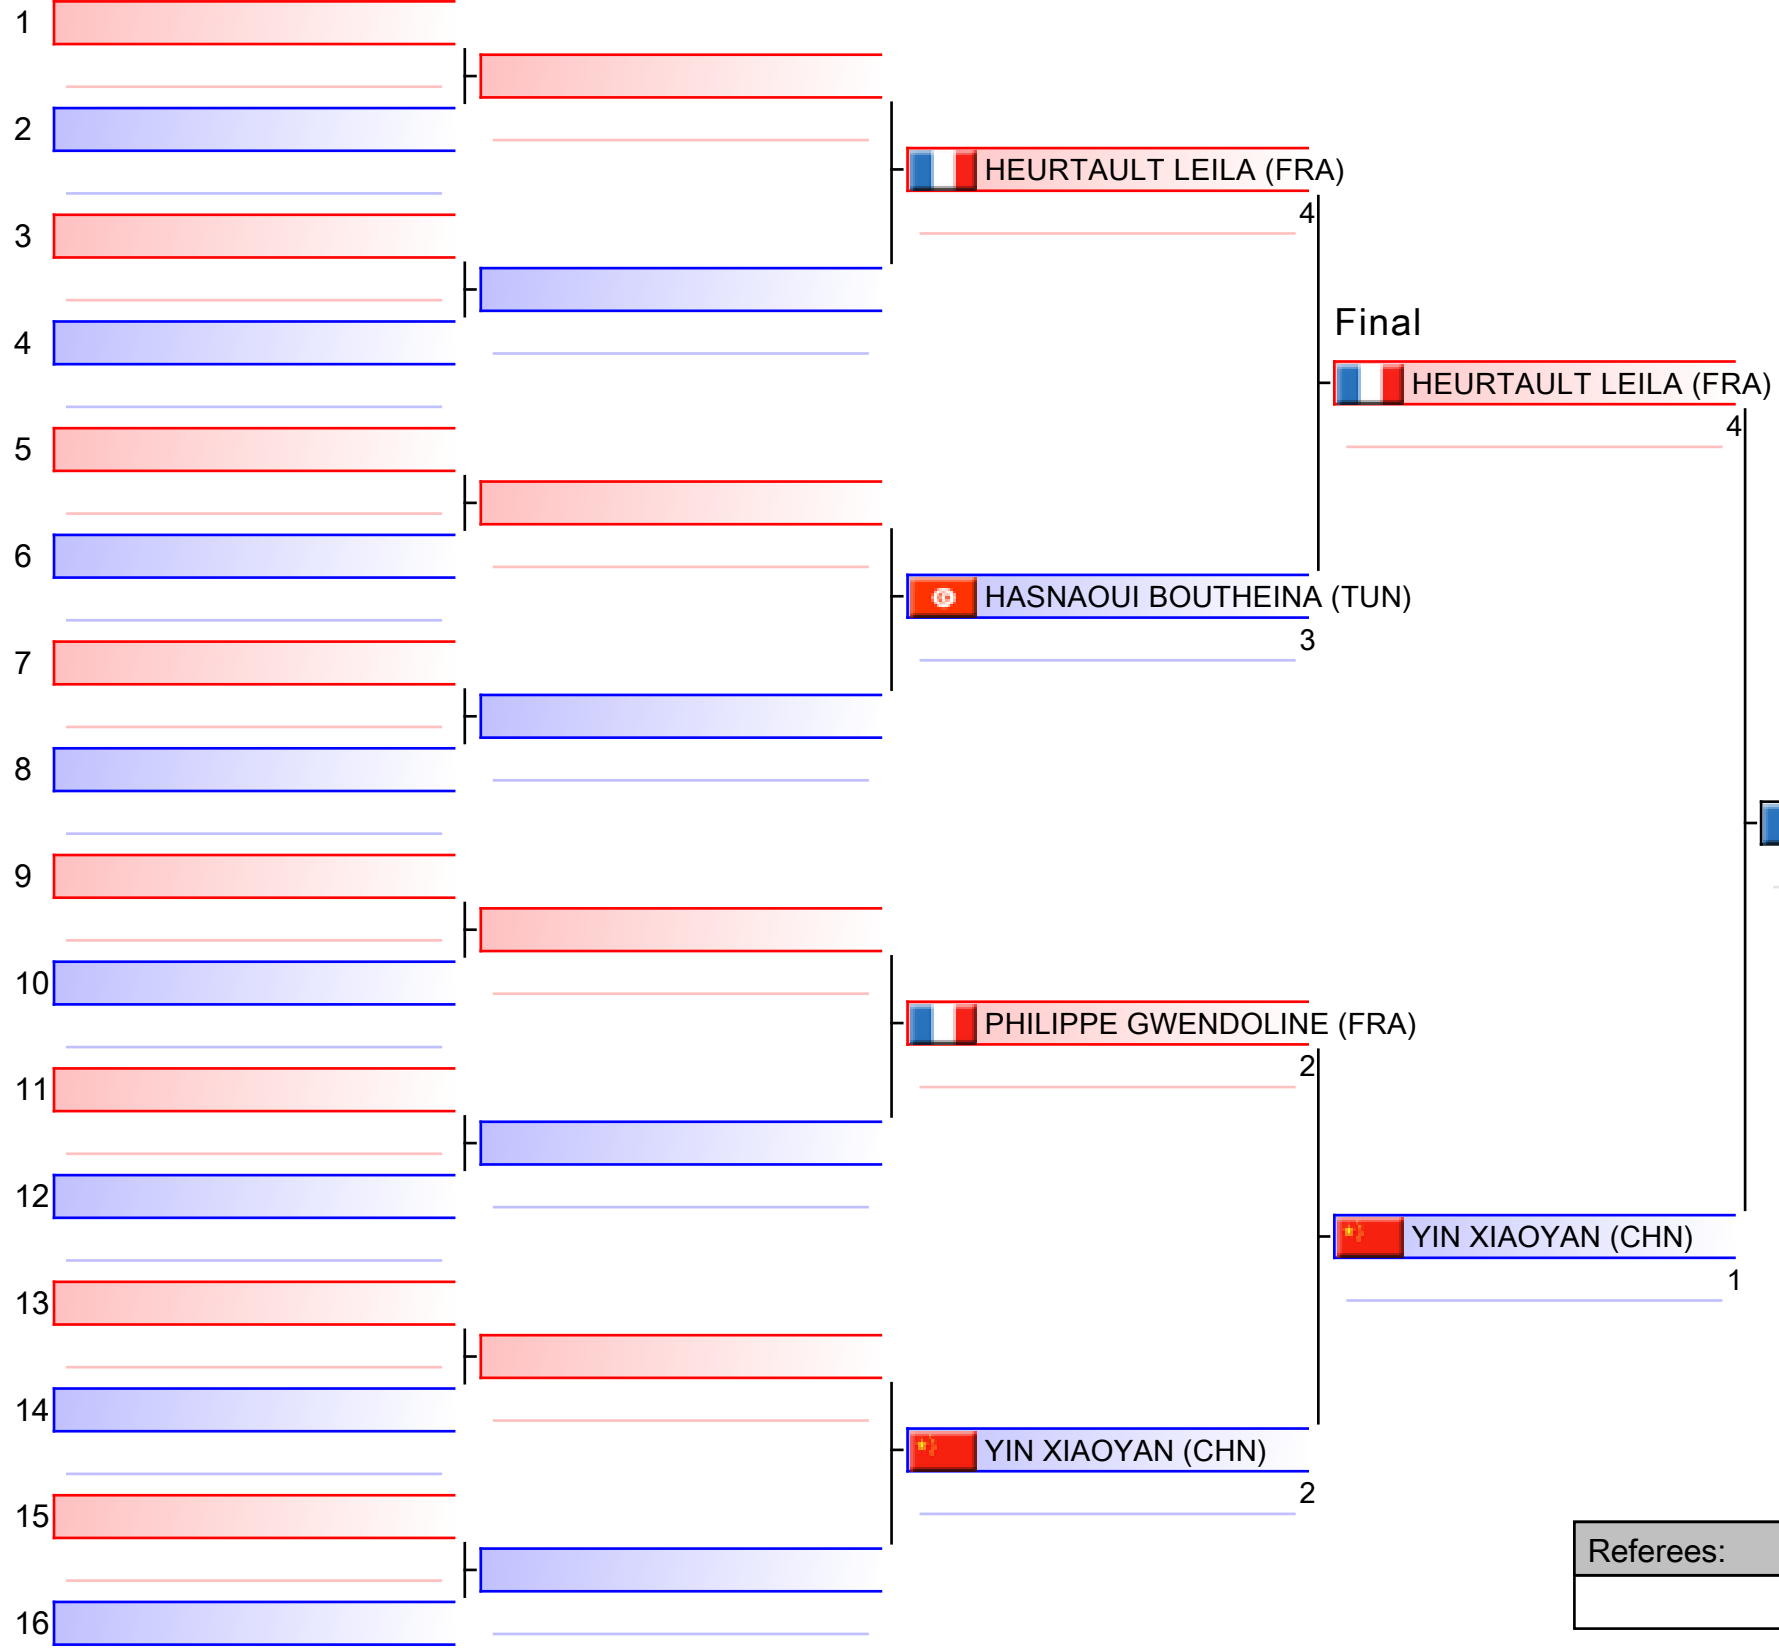 1
2
HEURTAULT LEILA (FRA)
4
3
Final
4
HEURTAULT LEILA (FRA)
4
5
6
HASNAOUI BOUTHEINA (TUN)
3
7
8
9
10
PHILIPPE GWENDOLINE (FRA)
2
11
12
YIN XIAOYAN (CHN)
1
13
14
YIN XIAOYAN (CHN)
2
15
Referees:
16